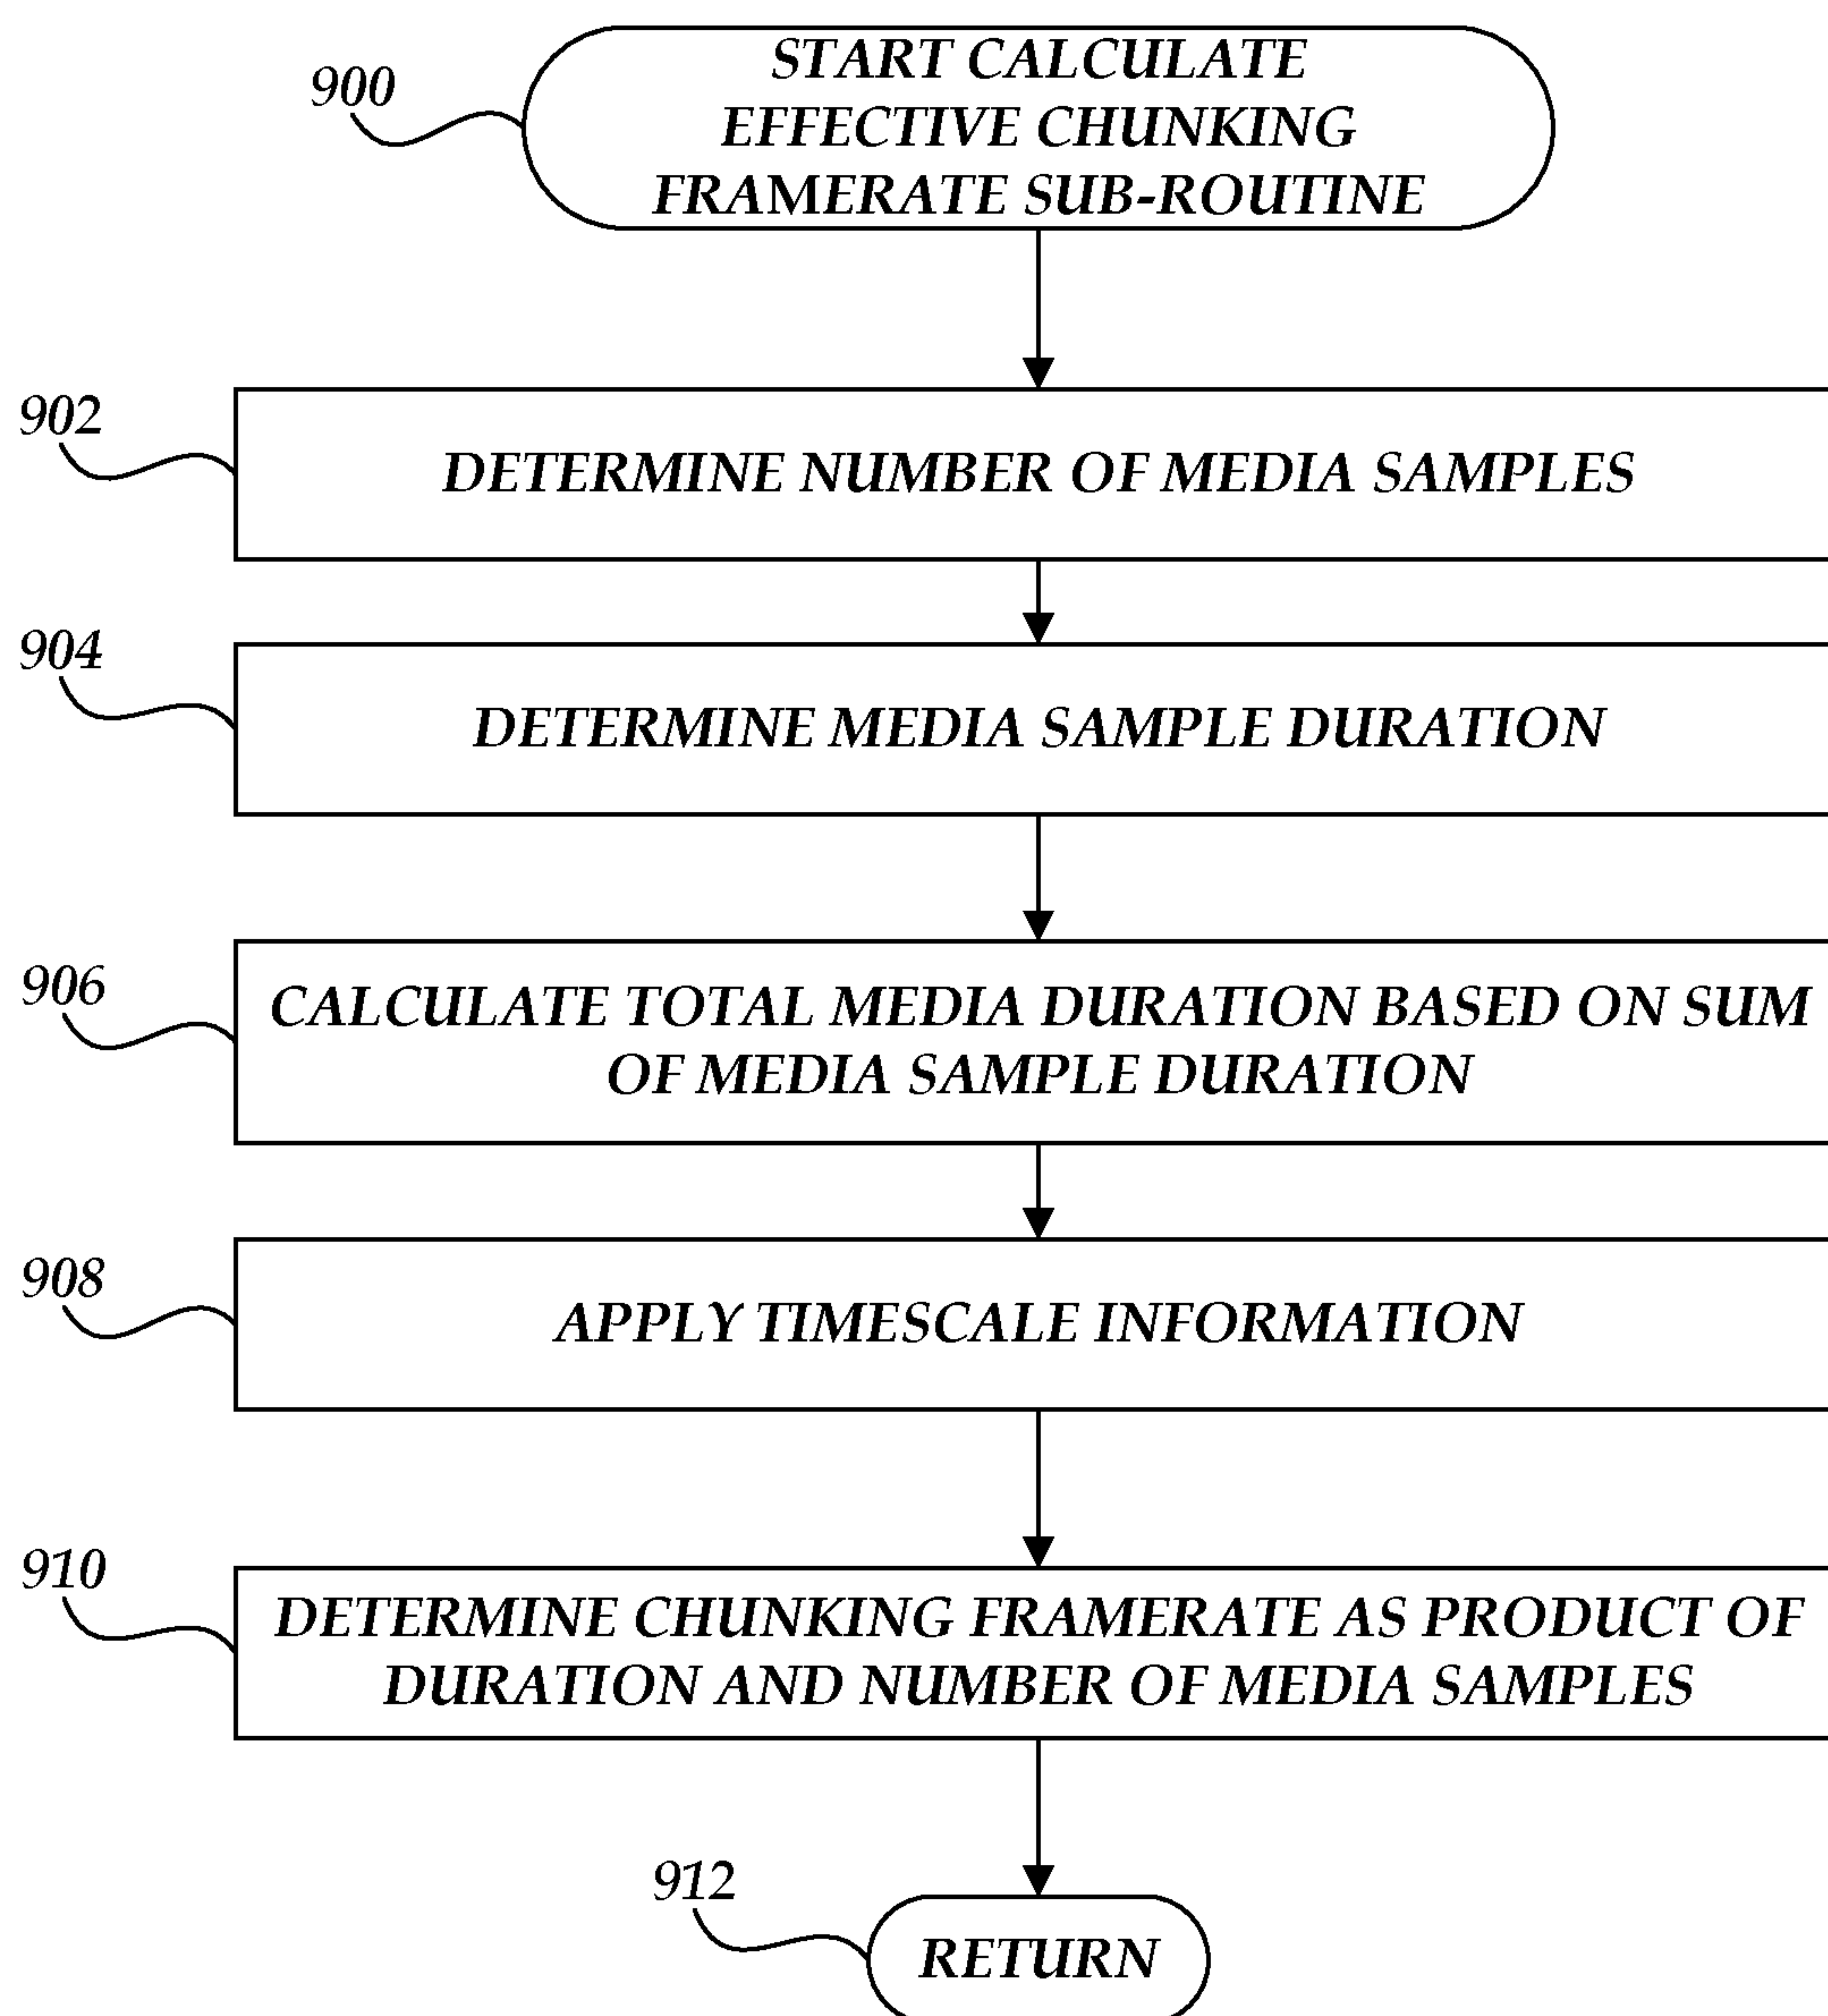 900
START CALCULATE
EFFECTIVE CHUNKING
FRAMERATE SUB-ROUTINE
902
DETERMINE NUMBER OF MEDIA SAMPLES
904
DETERMINE MEDIA SAMPLE DURATION
906
CALCULATE TOTAL MEDIA DURATION BASED ON SUM
OF MEDIA SAMPLE DURATION
908
APPLY TIMESCALE INFORMATION
910
DETERMINE CHUNKING FRAMERATE AS PRODUCT OF
DURATION AND NUMBER OF MEDIA SAMPLES
912
RETURN